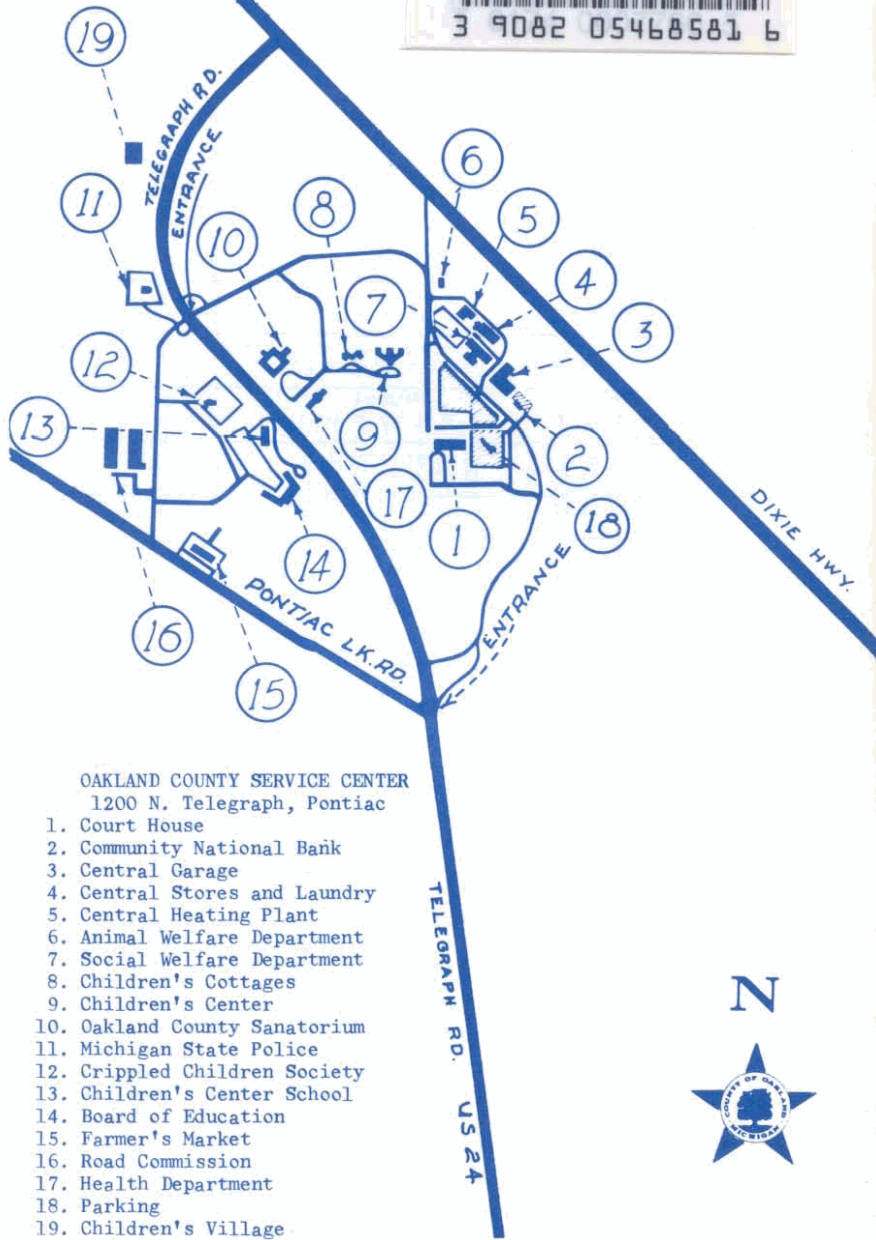 3 9082 05468581 6
19
TELEGRAPH RD.
ENTRANCE
6
11
8
5
10
4
7
3
12
13
9
2
17
1
18
14
DIXIE HWY.
ENTRANCE
PONTIAC LK. RD.
16
15
OAKLAND COUNTY SERVICE CENTER
1200 N. Telegraph, Pontiac
1. Court House
2. Community National Bank
3. Central Garage
4. Central Stores and Laundry
5. Central Heating Plant
6. Animal Welfare Department
7. Social Welfare Department
8. Children's Cottages
9. Children's Center
10. Oakland County Sanatorium
11. Michigan State Police
12. Crippled Children Society
13. Children's Center School
14. Board of Education
15. Farmer's Market
16. Road Commission
17. Health Department
18. Parking
19. Children's Village
TELEGRAPH RD. US 24
N
COUNTY OF OAKLAND
MICHIGAN